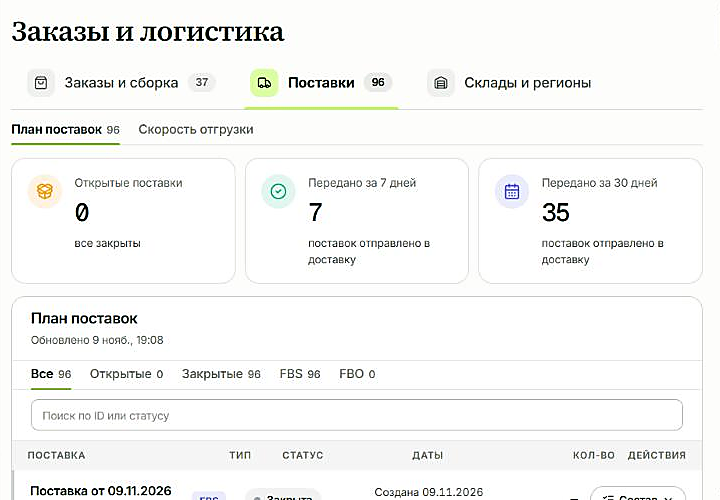 Заказы и логистика
Заказы и сборка 37 Поставки 96 Склады и регионы
План поставок 96 Скорость отгрузки
Открытые поставки
0
все закрыты
Передано за 7 дней
7
поставок отправлено в
доставку
Передано за 30 дней
35
поставок отправлено в
доставку
План поставок
Обновлено 9 нояб., 19:08
Все 96 Открытые 0 Закрытые 96 FBS 96 FBO 0
Поиск по ID или статусу
ПОСТАВКА ТИП СТАТУС ДАТЫ КОЛ-ВО ДЕЙСТВИЯ
Поставка от 09.11.2026 FBS Закрыта Создана 09.11.2026 — Состав